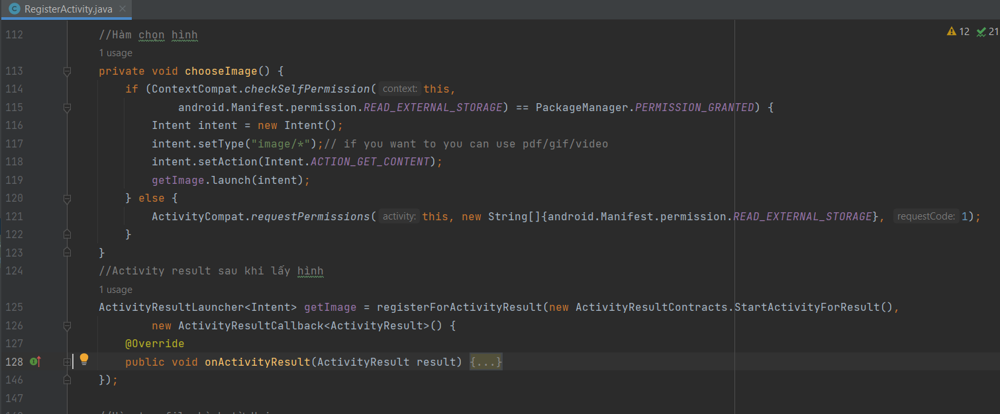 RegisterActivity.java
12 21
112 //Hàm chọn hình
1 usage
113 private void chooseImage() {
114 if (ContextCompat.checkSelfPermission( context: this,
115 android.Manifest.permission.READ_EXTERNAL_STORAGE) == PackageManager.PERMISSION_GRANTED) {
116 Intent intent = new Intent();
117 intent.setType("image/*");// if you want to you can use pdf/gif/video
118 intent.setAction(Intent.ACTION_GET_CONTENT);
119 getImage.launch(intent);
120 } else {
121 ActivityCompat.requestPermissions( activity: this, new String[]{android.Manifest.permission.READ_EXTERNAL_STORAGE}, requestCode: 1);
122 }
123 }
124 //Activity result sau khi lấy hình
1 usage
125 ActivityResultLauncher<Intent> getImage = registerForActivityResult(new ActivityResultContracts.StartActivityForResult(),
126 new ActivityResultCallback<ActivityResult>() {
127 @Override
128 public void onActivityResult(ActivityResult result) {...}
146 });
147